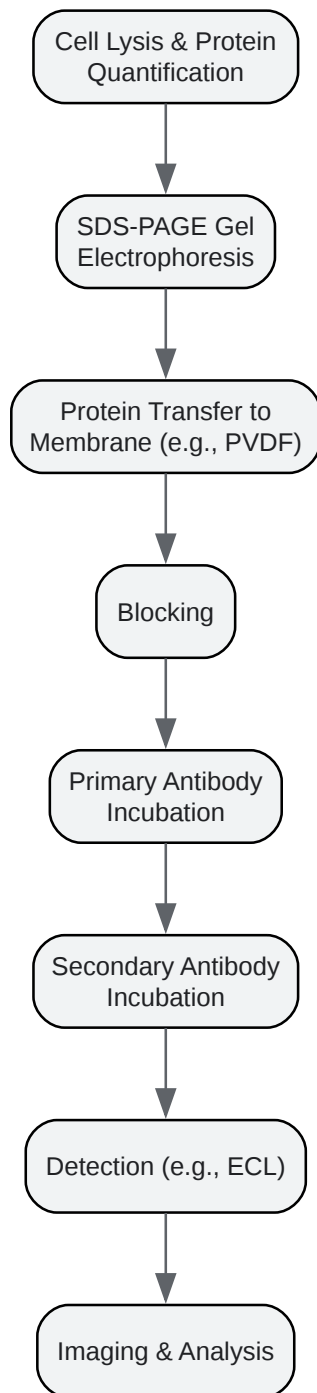 Cell Lysis & Protein
Quantification
SDS-PAGE Gel
Electrophoresis
Protein Transfer to
Membrane (e.g., PVDF)
Blocking
Primary Antibody
Incubation
Secondary Antibody
Incubation
Detection (e.g., ECL)
Imaging & Analysis